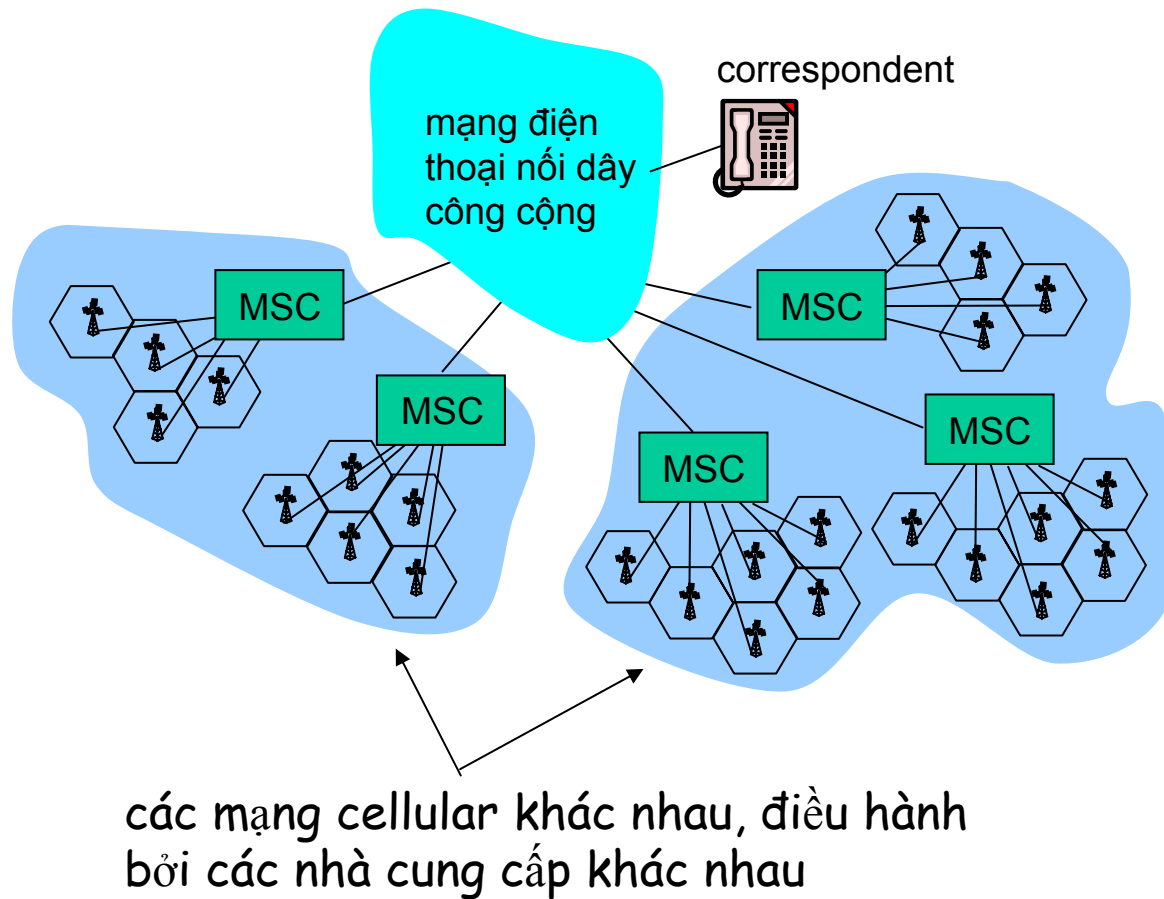 correspondent
mạng điện
thoại nối dây
công cộng
MSC
MSC
MSC
MSC
MSC
các mạng cellular khác nhau, điều hành
bởi các nhà cung cấp khác nhau